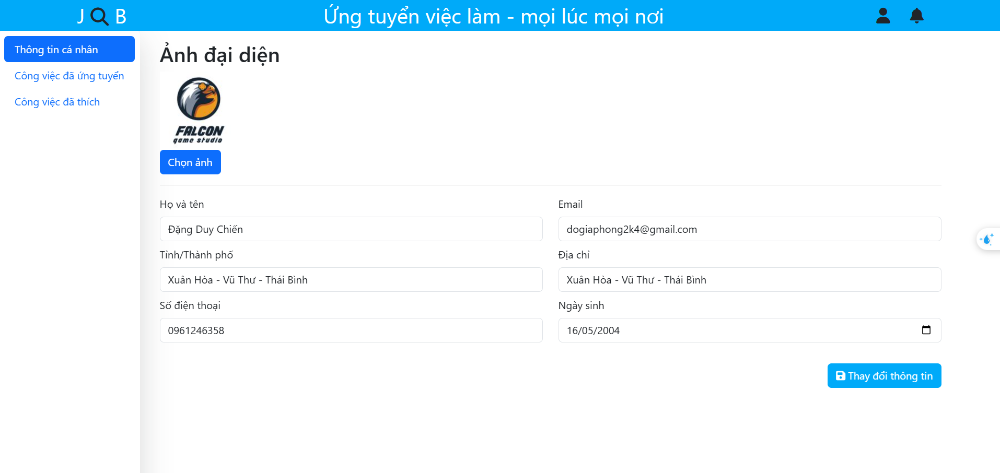 J B
Ứng tuyển việc làm - mọi lúc mọi nơi
Thông tin cá nhân
Công việc đã ứng tuyển
Công việc đã thích
Ảnh đại diện
FALCON
game studio
Chọn ảnh
Họ và tên
Đặng Duy Chiến
Email
dogiaphong2k4@gmail.com
Tỉnh/Thành phố
Xuân Hòa - Vũ Thư - Thái Bình
Địa chỉ
Xuân Hòa - Vũ Thư - Thái Bình
Số điện thoại
0961246358
Ngày sinh
16/05/2004
Thay đổi thông tin